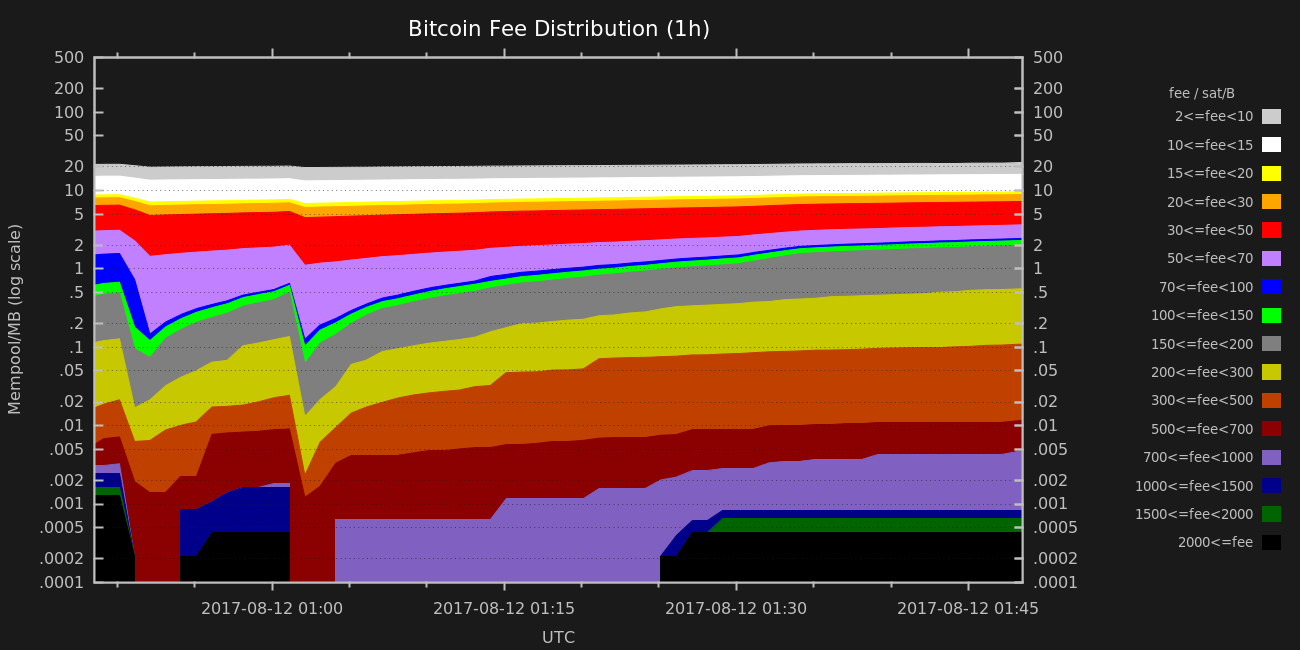 Bitcoin Fee Distribution (1h)
Mempool/MB (log scale)
500
200
100
50
20
10
5
2
1
.5
.2
.1
.05
.02
.01
.005
.002
.001
.0005
.0002
.0001
500
200
100
50
20
10
5
2
1
.5
.2
.1
.05
.02
.01
.005
.002
.001
.0005
.0002
.0001
2017-08-12 01:00
2017-08-12 01:15
2017-08-12 01:30
2017-08-12 01:45
UTC
fee / sat/B
2<=fee<10
10<=fee<15
15<=fee<20
20<=fee<30
30<=fee<50
50<=fee<70
70<=fee<100
100<=fee<150
150<=fee<200
200<=fee<300
300<=fee<500
500<=fee<700
700<=fee<1000
1000<=fee<1500
1500<=fee<2000
2000<=fee